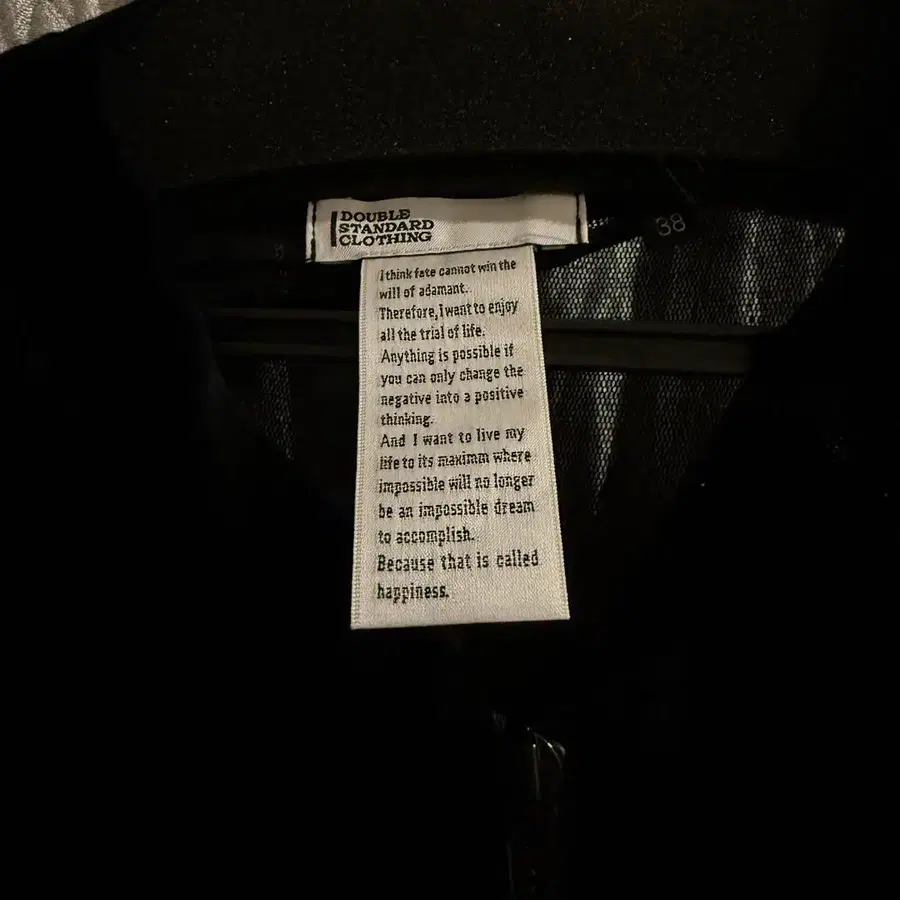 DOUBLE
STANDARD
CLOTHING
38
I think fate cannot win the
will of adamant.
Therefore, I want to enjoy
all the trial of life.
Anything is possible if
you can only change the
negative into a positive
thinking.
And I want to live my
life to its maximm where
impossible will no longer
be an impossible dream
to accomplish.
Because that is called
happiness.